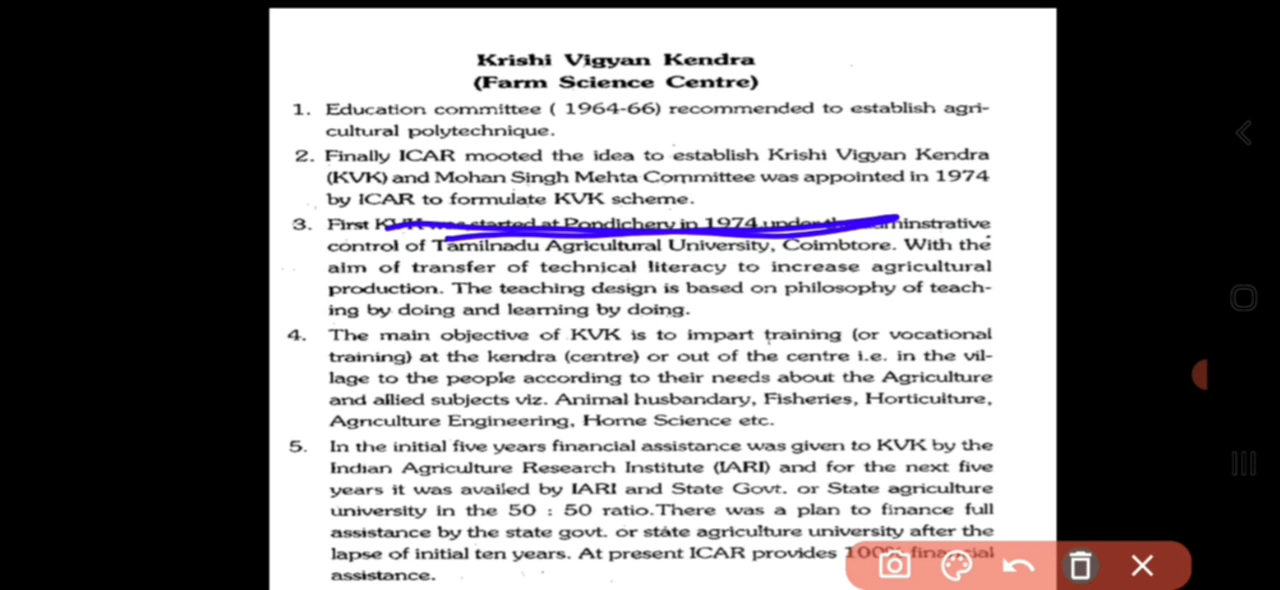 Krishi Vigyan Kendra
(Farm Science Centre)
1. Education committee ( 1964-66) recommended to establish agri-
cultural polytechnique.
2. Finally ICAR mooted the idea to establish Krishi Vigyan Kendra
(KVK) and Mohan Singh Mehta Committee was appointed in 1974
by ICAR to formulate KVK scheme.
3. First KVK was started at Pondichery in 1974 under the adminstrative
control of Tamilnadu Agricultural University, Coimbtore. With the
aim of transfer of technical literacy to increase agricultural
production. The teaching design is based on philosophy of teach-
ing by doing and learning by doing.
4. The main objective of KVK is to impart training (or vocational
training) at the kendra (centre) or out of the centre i.e. in the vil-
lage to the people according to their needs about the Agriculture
and allied subjects viz. Animal husbandary, Fisheries, Horticulture,
Agriculture Engineering, Home Science etc.
5. In the initial five years financial assistance was given to KVK by the
Indian Agriculture Research Institute (IARI) and for the next five
years it was availed by IARI and State Govt. or State agriculture
university in the 50 : 50 ratio.There was a plan to finance full
assistance by the state govt. or state agriculture university after the
lapse of initial ten years. At present ICAR provides 100% financial
assistance.